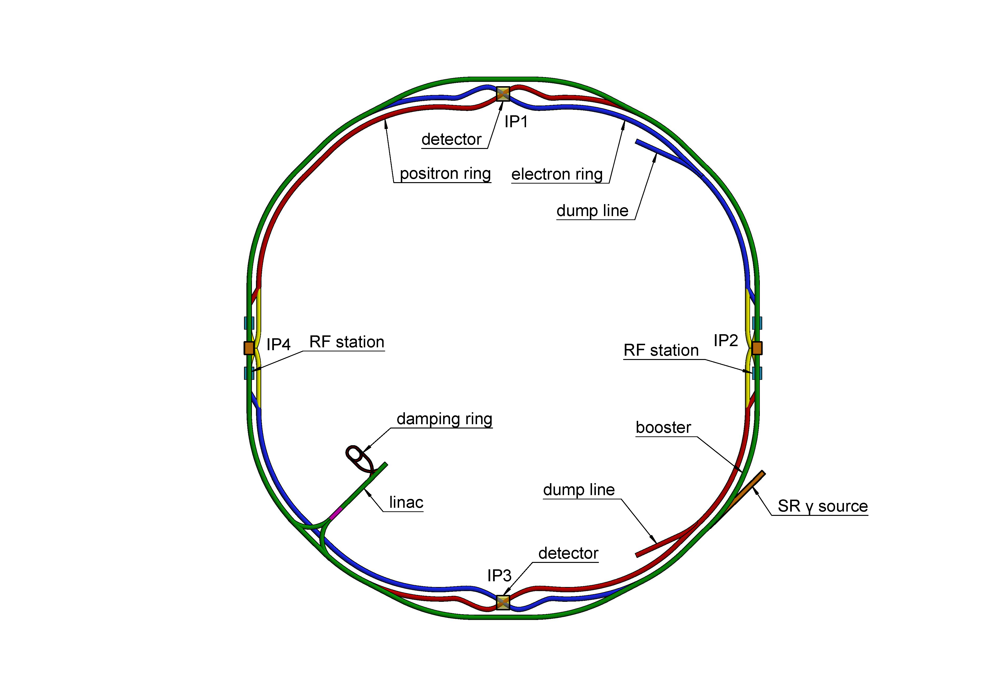 IP1
detector
positron ring
electron ring
dump line
IP4
RF station
IP2
RF station
damping ring
booster
linac
dump line
SR γ source
detector
IP3